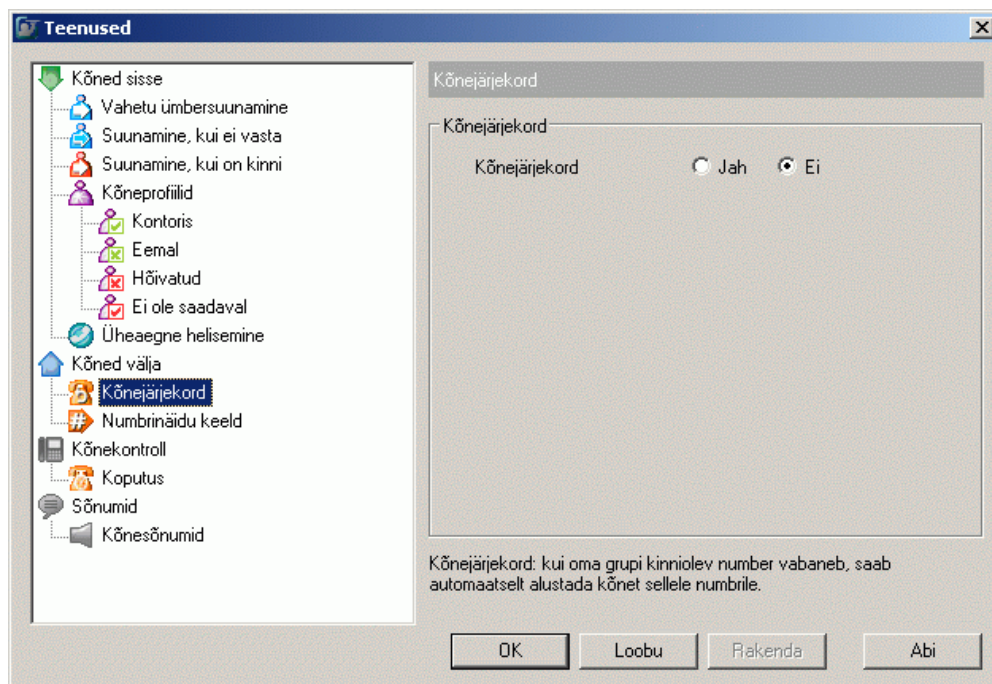 Teenused
Kõned sisse
Vahetu ümbersuunamine
Suunamine, kui ei vasta
Suunamine, kui on kinni
Kõneprofiilid
Kontoris
Eemal
Hõivatud
Ei ole saadaval
Üheaegne helisemine
Kõned välja
Kõnejärjekord
Numbrinäidu keeld
Kõnekontroll
Koputus
Sõnumid
Kõnesõnumid
Kõnejärjekord
Kõnejärjekord
Kõnejärjekord Jah Ei
Kõnejärjekord: kui oma grupi kinniolev number vabaneb, saab
automaatselt alustada kõnet sellele numbrile.
OK Loobu Rakenda Abi